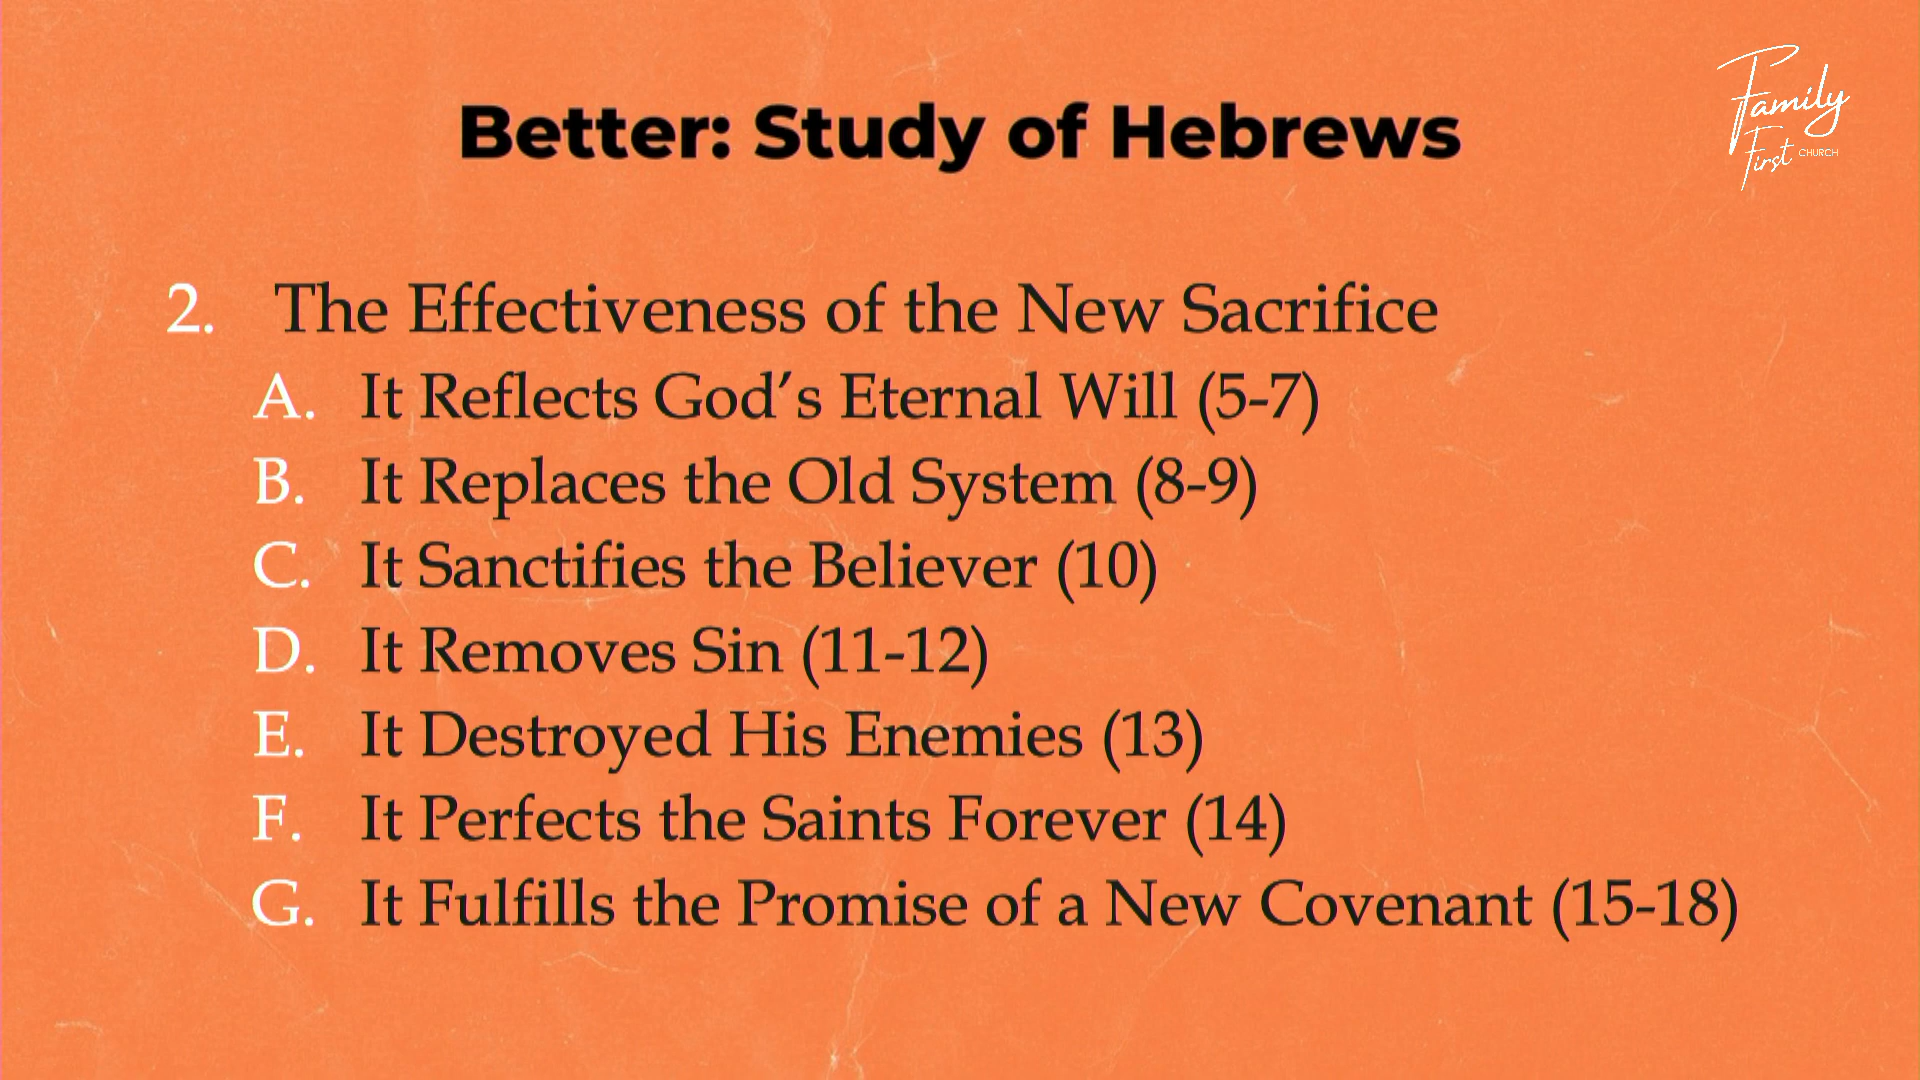 Family
First CHURCH
Better: Study of Hebrews
2. The Effectiveness of the New Sacrifice
A. It Reflects God's Eternal Will (5-7)
B. It Replaces the Old System (8-9)
C. It Sanctifies the Believer (10)
D. It Removes Sin (11-12)
E. It Destroyed His Enemies (13)
F. It Perfects the Saints Forever (14)
G. It Fulfills the Promise of a New Covenant (15-18)